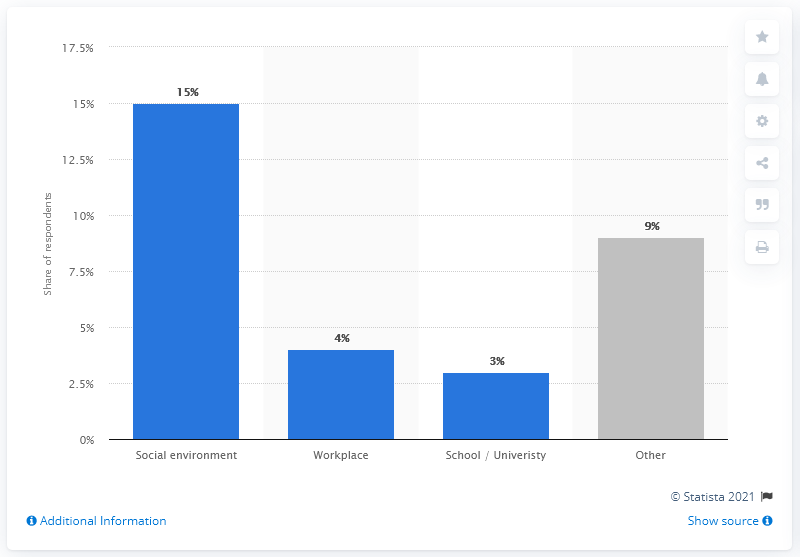 17.5%
15%
12.5%
10%
7.5%
5%
2.5%
0%
Share of respondents
15%
4%
3%
9%
Social environment
Workplace
School / Univeristy
Other
© Statista 2021
Additional Information
Show source